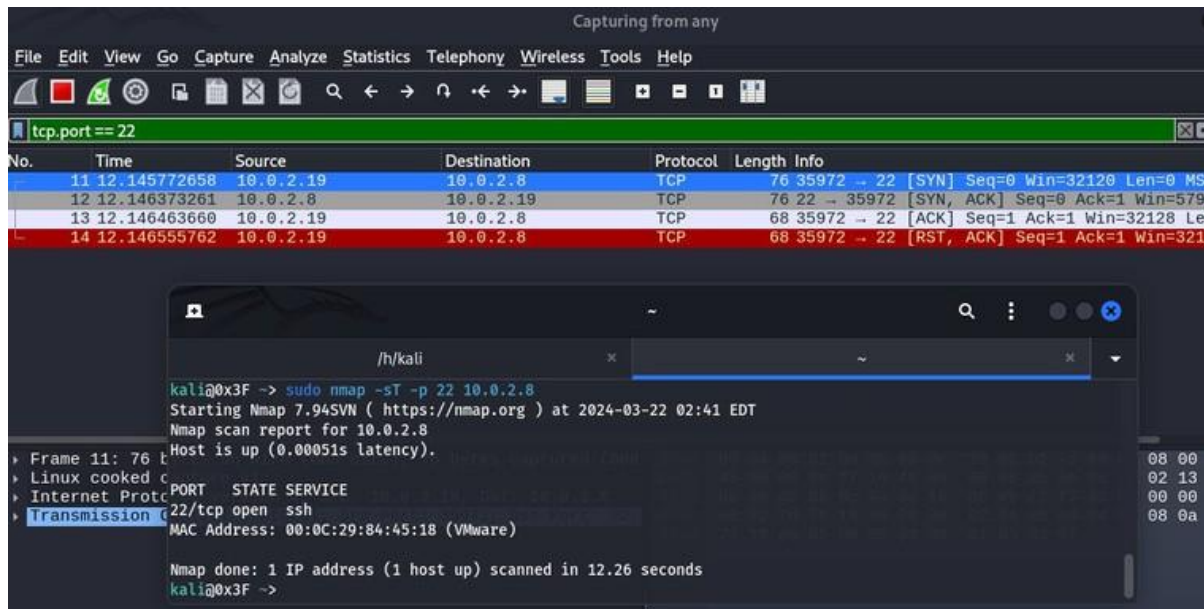 Capturing from any
File Edit View Go Capture Analyze Statistics Telephony Wireless Tools Help
tcp.port == 22
No. Time Source Destination Protocol Length Info
11 12.145772658 10.0.2.19 10.0.2.8 TCP 76 35972 → 22 [SYN] Seq=0 Win=32120 Len=0 MS
12 12.146373261 10.0.2.8 10.0.2.19 TCP 76 22 → 35972 [SYN, ACK] Seq=0 Ack=1 Win=579
13 12.146463660 10.0.2.19 10.0.2.8 TCP 68 35972 → 22 [ACK] Seq=1 Ack=1 Win=32128 Le
14 12.146555762 10.0.2.19 10.0.2.8 TCP 68 35972 → 22 [RST, ACK] Seq=1 Ack=1 Win=321
~
/h/kali ~
kali@0x3F ~> sudo nmap -sT -p 22 10.0.2.8
Starting Nmap 7.94SVN ( https://nmap.org ) at 2024-03-22 02:41 EDT
Nmap scan report for 10.0.2.8
Host is up (0.00051s latency).
PORT STATE SERVICE
22/tcp open ssh
MAC Address: 00:0C:29:84:45:18 (VMware)
Nmap done: 1 IP address (1 host up) scanned in 12.26 seconds
kali@0x3F ~>
Frame 11: 76 b
Linux cooked c
Internet Proto
Transmission C
08 00
02 13
00 00
08 0a